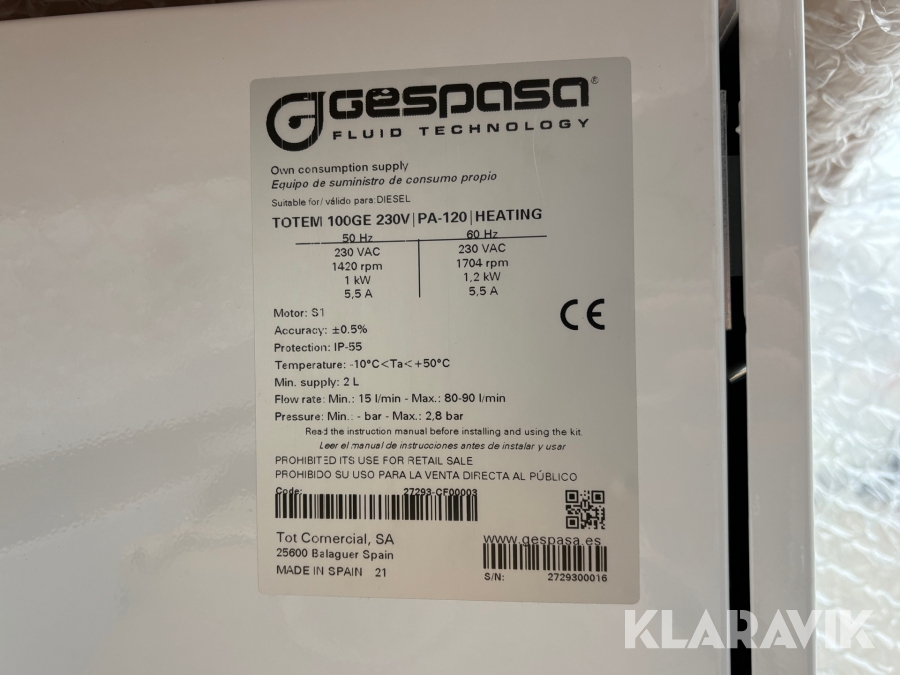 GESPASA®
FLUID TECHNOLOGY
Own consumption supply
Equipo de suministro de consumo propio
Suitable for/ válido para: DIESEL
TOTEM 100GE 230V|PA-120|HEATING
50 Hz 60 Hz
230 VAC 230 VAC
1420 rpm 1704 rpm
1 kW 1,2 kW
5,5 A 5,5 A
Motor: S1
CE
Accuracy: ±0.5%
Protection: IP-55
Temperature: -10°C<Ta<+50°C
Min. supply: 2 L
Flow rate: Min.: 15 l/min - Max.: 80-90 l/min
Pressure: Min.: - bar - Max.: 2,8 bar
Read the instruction manual before installing and using the kit.
Leer el manual de instrucciones antes de instalar y usar
PROHIBITED ITS USE FOR RETAIL SALE
PROHIBIDO SU USO PARA LA VENTA DIRECTA AL PÚBLICO
Code: 27293-CF00003
Tot Comercial, SA
www.gespasa.es
25600 Balaguer Spain
MADE IN SPAIN 21
S/N: 2729300016
KLARAVIK